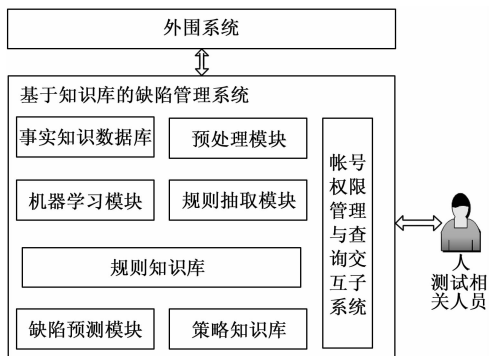 外围系统
基于知识库的缺陷管理系统
事实知识数据库
预处理模块
机器学习模块
规则抽取模块
规则知识库
缺陷预测模块
策略知识库
帐号
权限
管理
与查
询交
互子
系统
人
测试相
关人员